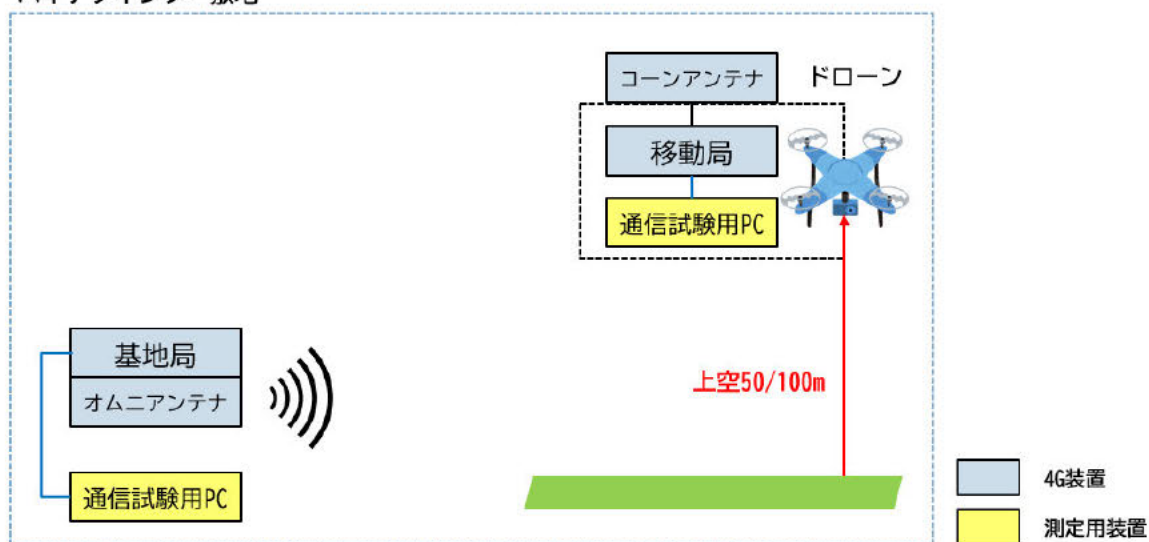 コーンアンテナ
ドローン
移動局
通信試験用PC
基地局
オムニアンテナ
上空50/100m
通信試験用PC
4G装置
測定用装置